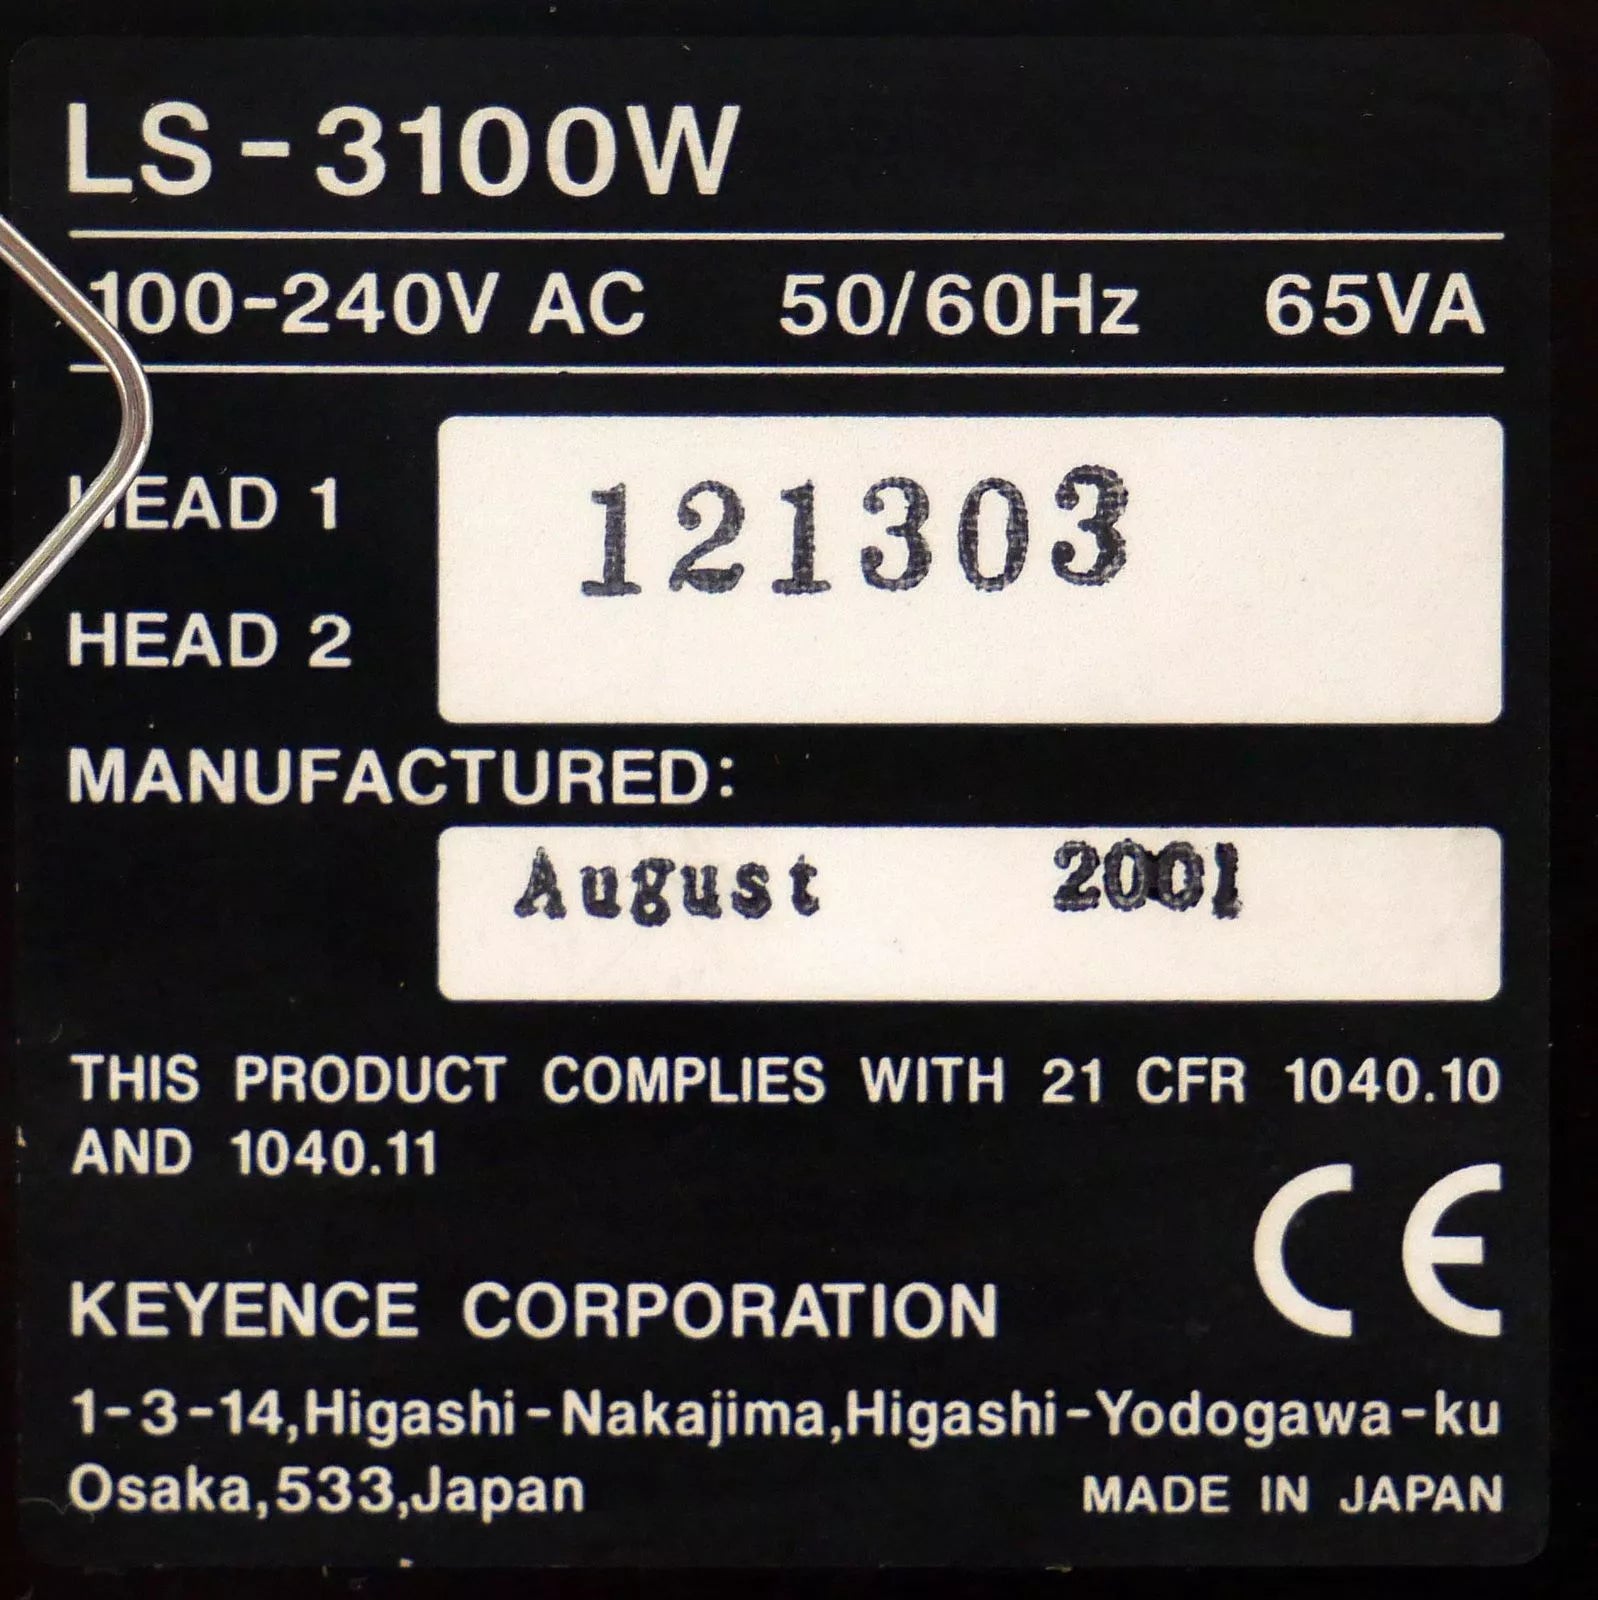 LS-3100W
100-240V AC 50/60Hz 65VA
HEAD 1 121303
HEAD 2
MANUFACTURED:
August 2001
THIS PRODUCT COMPLIES WITH 21 CFR 1040.10
AND 1040.11
CE
KEYENCE CORPORATION
1-3-14,Higashi-Nakajima,Higashi-Yodogawa-ku
Osaka,533,Japan MADE IN JAPAN